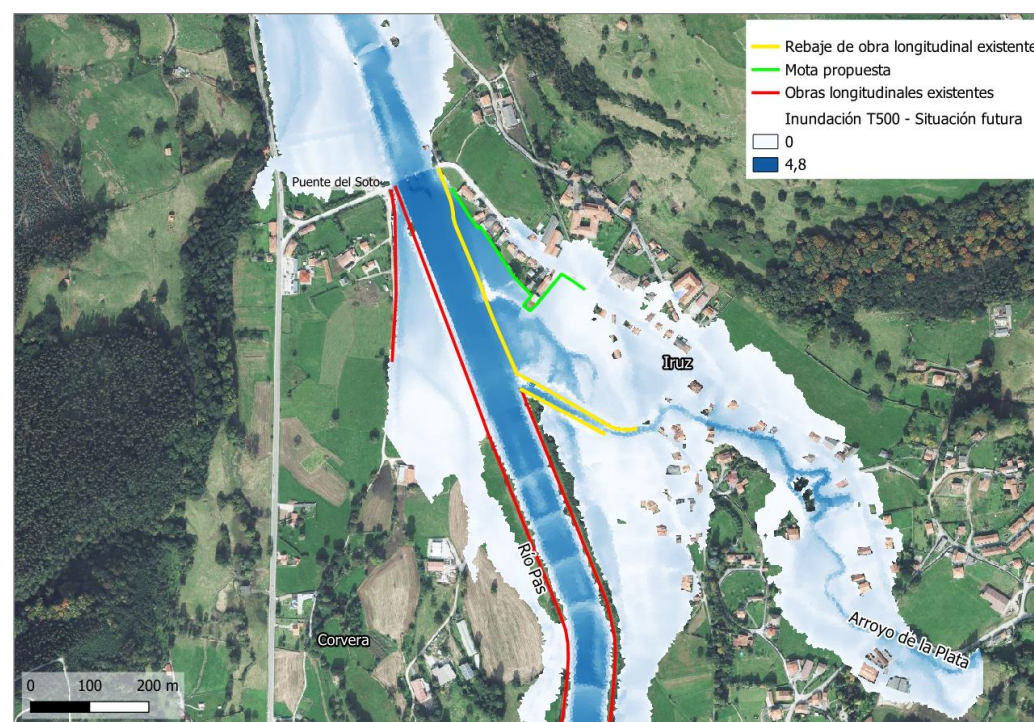 Rebaje de obra longitudinal existente
Mota propuesta
Obras longitudinales existentes
Inundación T500 - Situación futura
0
4,8
Puente del Soto
Iruz
Río Pas
Corvera
Arroyo de la Plata
0 100 200 m